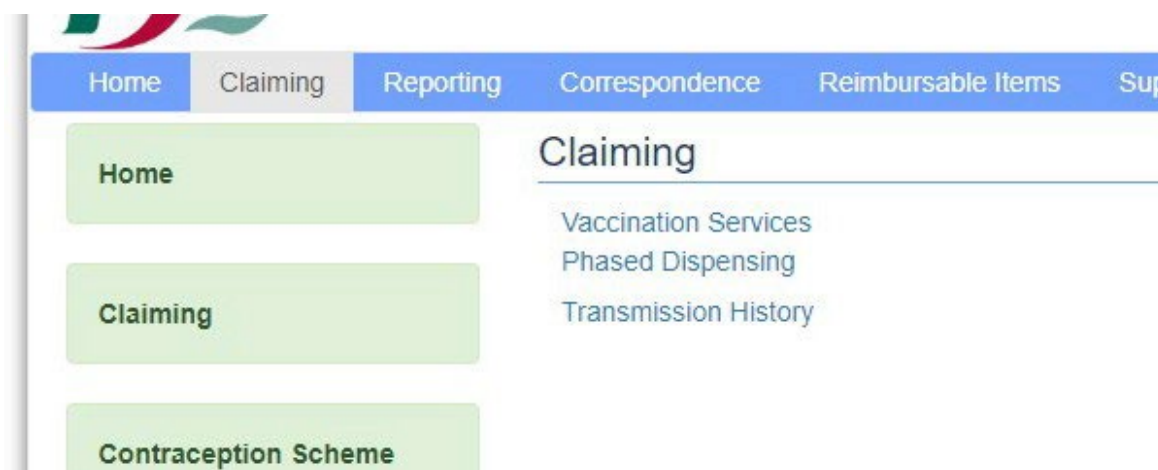 Home Claiming Reporting Correspondence Reimbursable Items
Home
Claiming
Contraception Scheme
Claiming
Vaccination Services
Phased Dispensing
Transmission History